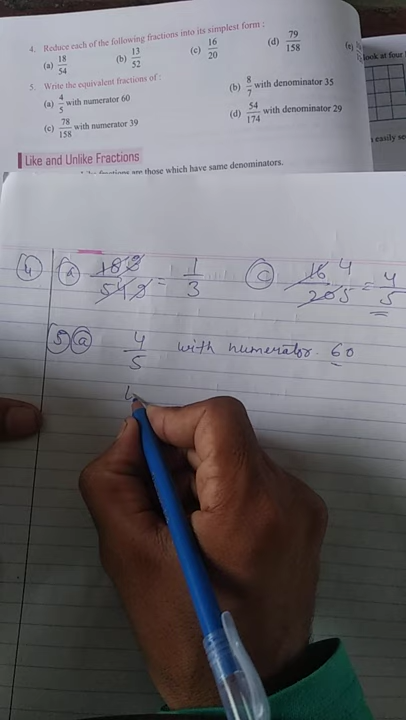 4. Reduce each of the following fractions into its simplest form :
(a) 18/54 (b) 13/52 (c) 16/20 (d) 79/158 (e)
look at four
5. Write the equivalent fractions of :
(a) 4/5 with numerator 60 (b) 8/7 with denominator 35
(c) 78/158 with numerator 39 (d) 54/174 with denominator 29
easily se
Like and Unlike Fractions
fractions are those which have same denominators.
4 a 18/54 = 1/3 c 16 4/20 5 = 4/5
5 a 4/5 with numerator 60
4